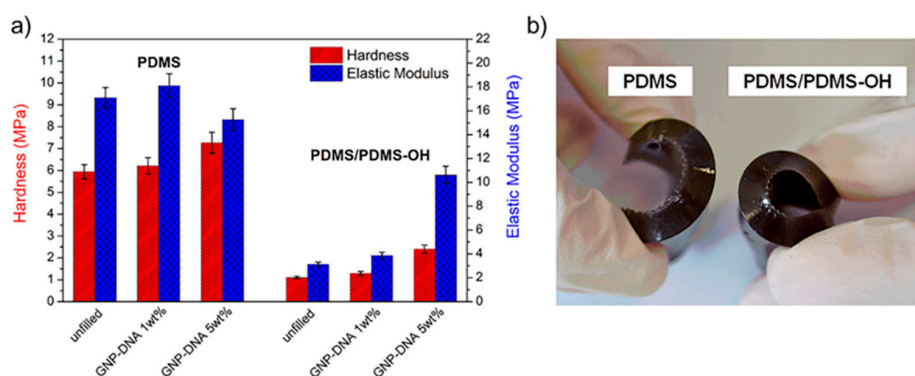 a)
12
11
10
9
8
7
6
5
4
3
2
1
0
Hardness (MPa)
PDMS
Hardness
Elastic Modulus
PDMS/PDMS-OH
22
20
18
16
14
12
10
8
6
4
2
0
Elastic Modulus (MPa)
unfilled
GNP-DNA 1wt%
GNP-DNA 5wt%
unfilled
GNP-DNA 1wt%
GNP-DNA 5wt%
b)
PDMS
PDMS/PDMS-OH